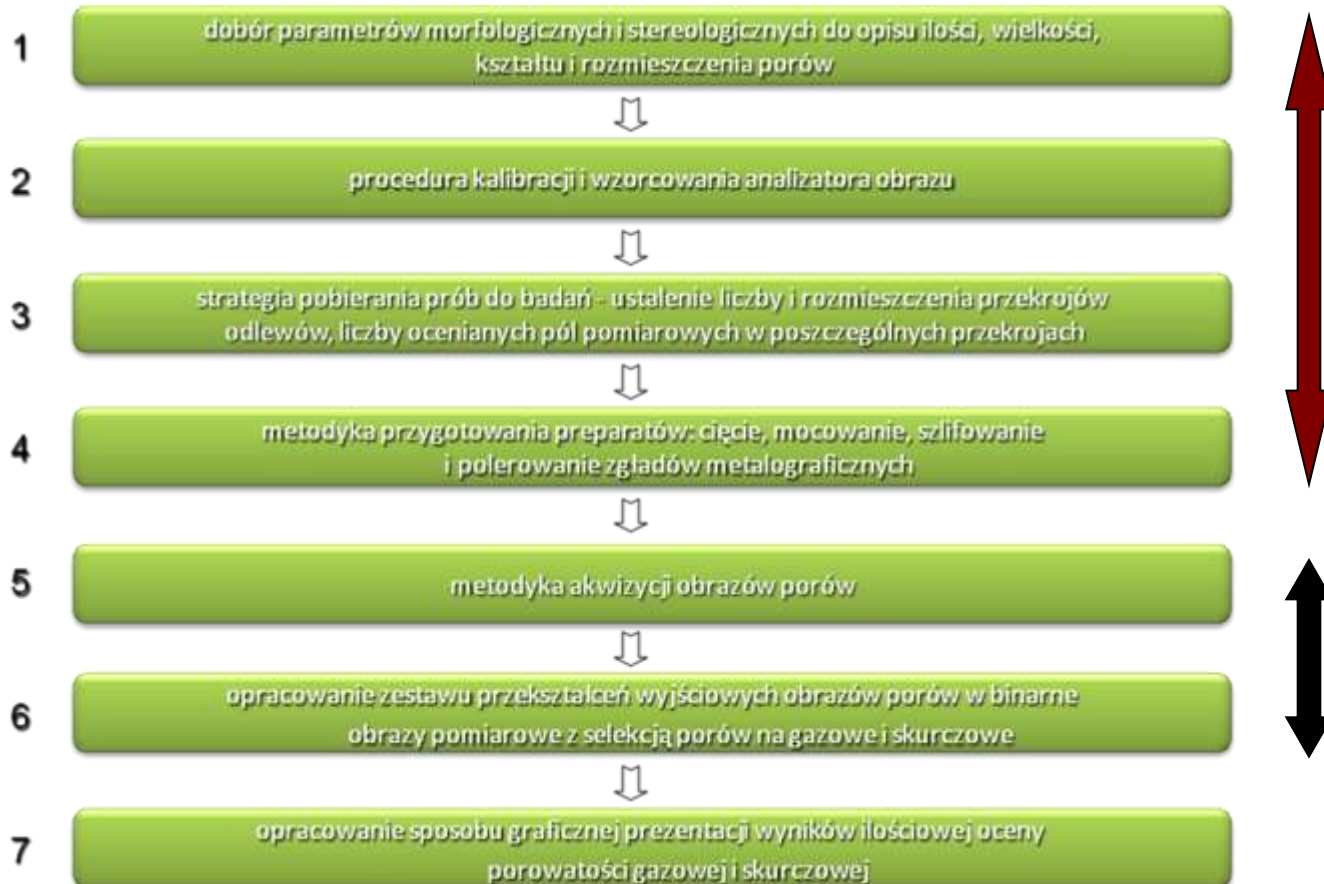 1
dobór parametrów morfologicznych i stereologicznych do opisu ilości, wielkości,
kształtu i rozmieszczenia porów
2
procedura kalibracji i wzorcowania analizatora obrazu
3
strategia pobierania prób do badań - ustalenie liczby i rozmieszczenia przekrojów
odlewów, liczby ocenianych pól pomiarowych w poszczególnych przekrojach
4
metodyka przygotowania preparatów: cięcie, mocowanie, szlifowanie
i polerowanie zgładów metalograficznych
5
metodyka akwizycji obrazów porów
6
opracowanie zestawu przekształceń wyjściowych obrazów porów w binarne
obrazy pomiarowe z selekcją porów na gazowe i skurczowe
7
opracowanie sposobu graficznej prezentacji wyników ilościowej oceny
porowatości gazowej i skurczowej